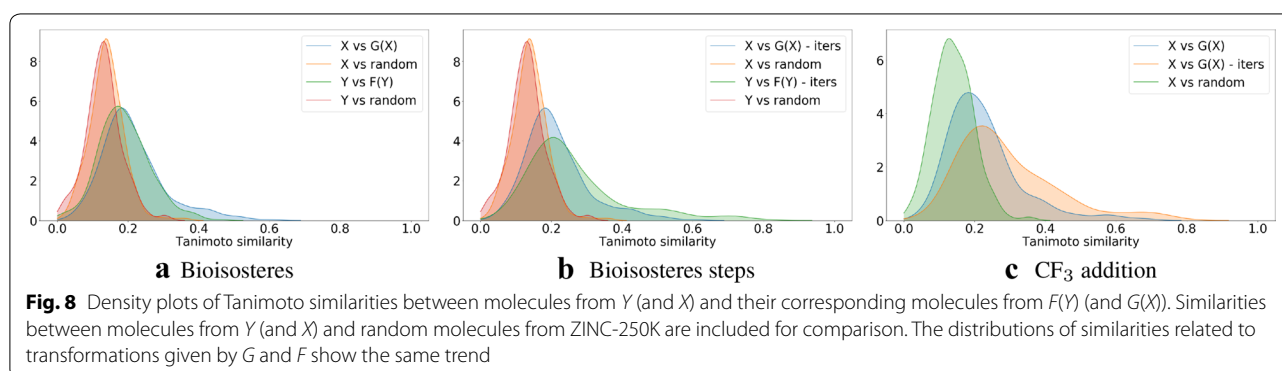 8
6
4
2
0
0.0 0.2 0.4 0.6 0.8 1.0
Tanimoto similarity
X vs G(X)
X vs random
Y vs F(Y)
Y vs random
a Bioisosteres
8
6
4
2
0
0.0 0.2 0.4 0.6 0.8 1.0
Tanimoto similarity
X vs G(X) - iters
X vs random
Y vs F(Y) - iters
Y vs random
b Bioisosteres steps
6
4
2
0
0.0 0.2 0.4 0.6 0.8 1.0
Tanimoto similarity
X vs G(X)
X vs G(X) - iters
X vs random
c CF₃ addition
Fig. 8 Density plots of Tanimoto similarities between molecules from Y (and X) and their corresponding molecules from F(Y) (and G(X)). Similarities
between molecules from Y (and X) and random molecules from ZINC-250K are included for comparison. The distributions of similarities related to
transformations given by G and F show the same trend